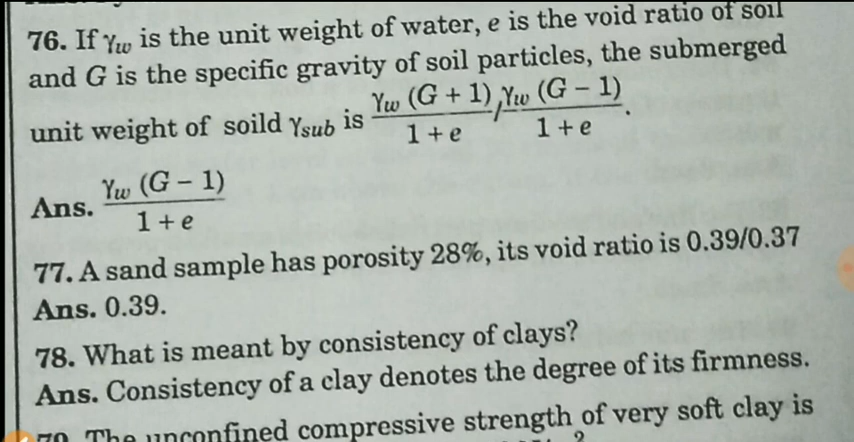 76. If γw is the unit weight of water, e is the void ratio of soil
and G is the specific gravity of soil particles, the submerged
unit weight of soild γsub is γw (G + 1) / 1 + e / γw (G – 1) / 1 + e .
Ans. γw (G – 1) / 1 + e
77. A sand sample has porosity 28%, its void ratio is 0.39/0.37
Ans. 0.39.
78. What is meant by consistency of clays?
Ans. Consistency of a clay denotes the degree of its firmness.
79. The unconfined compressive strength of very soft clay is